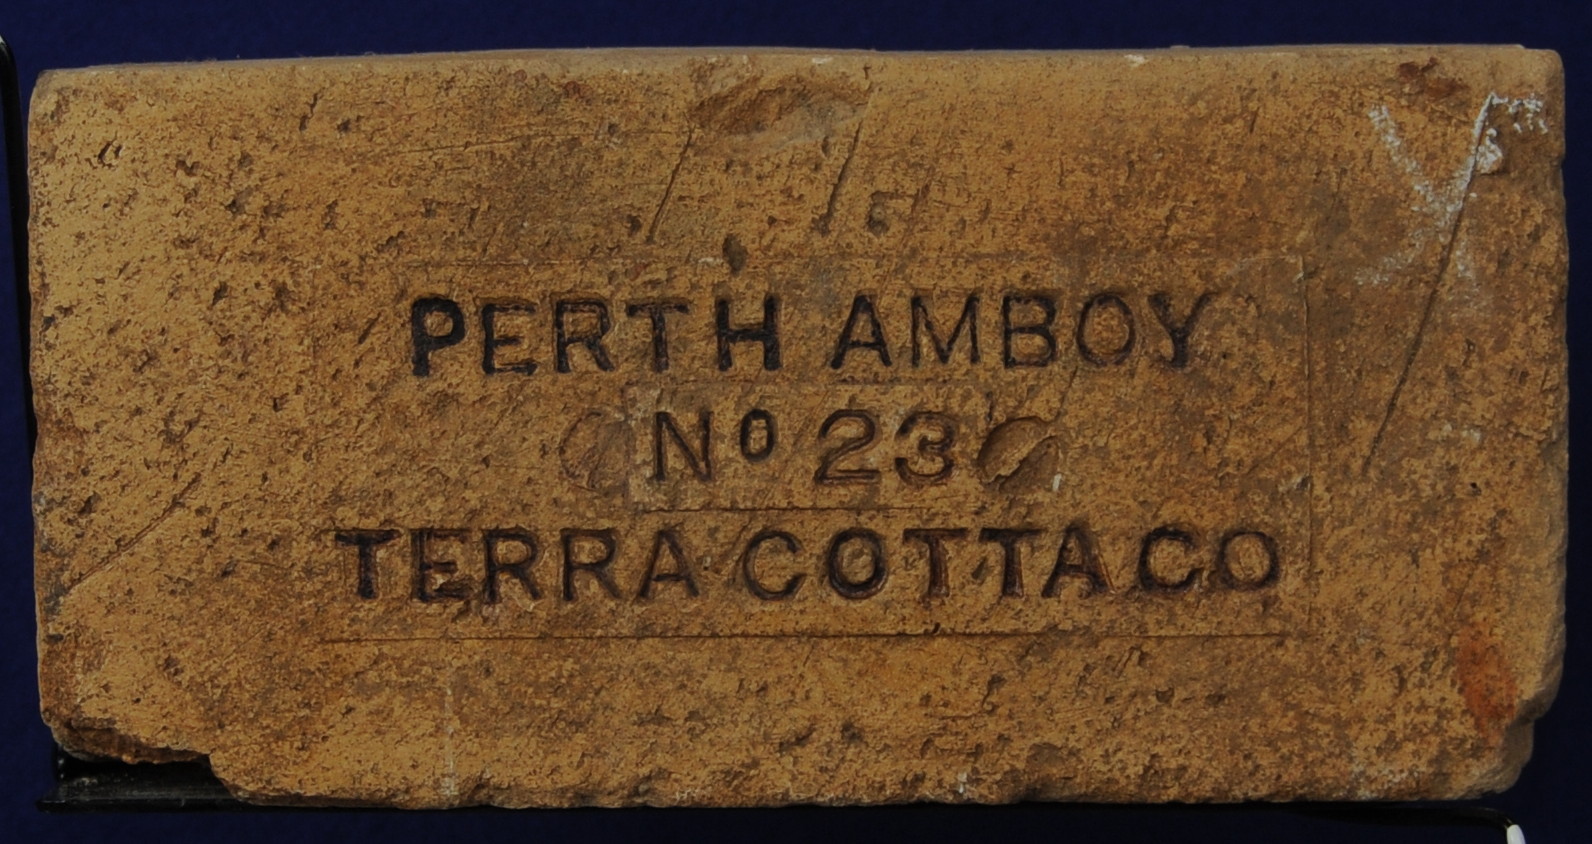 PERTH AMBOY
Nº 23
TERRA COTTA CO